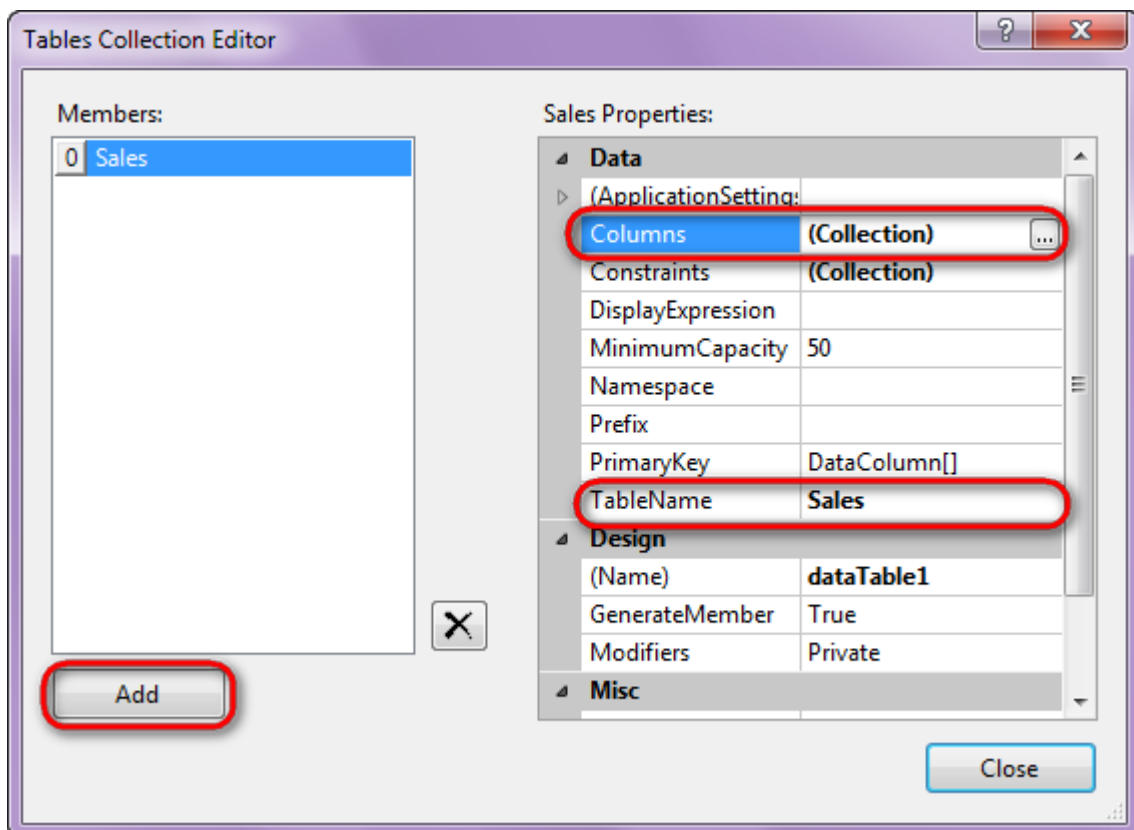 Tables Collection Editor
Members:
0 Sales
Add
Sales Properties:
Data
(ApplicationSettings
Columns (Collection) ...
Constraints (Collection)
DisplayExpression
MinimumCapacity 50
Namespace
Prefix
PrimaryKey DataColumn[]
TableName Sales
Design
(Name) dataTable1
GenerateMember True
Modifiers Private
Misc
Close